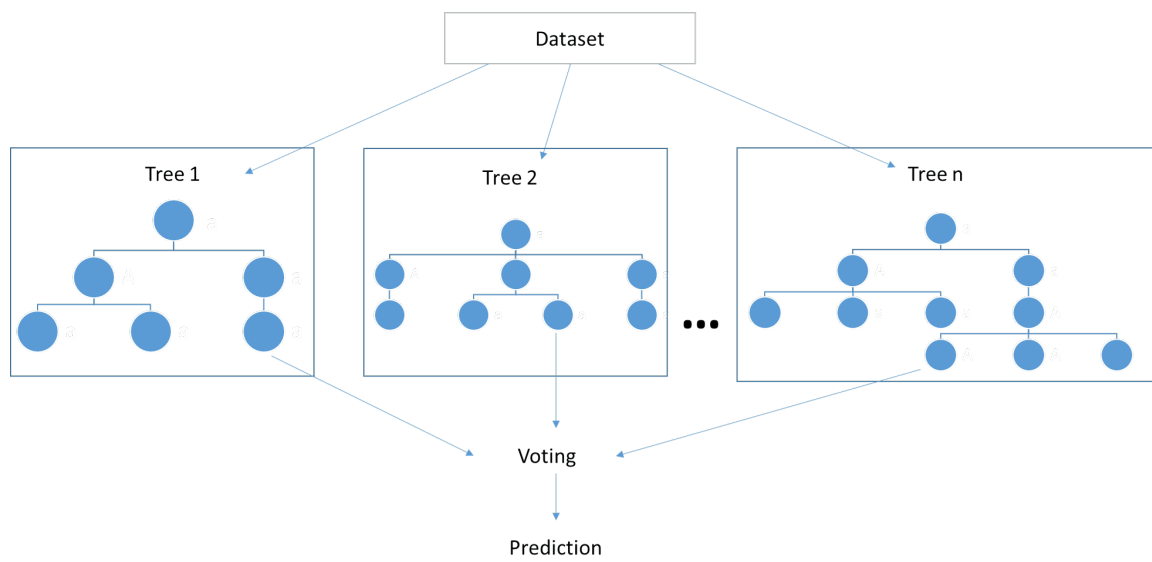 Dataset
Tree 1
Tree 2
Tree n
...
Voting
Prediction